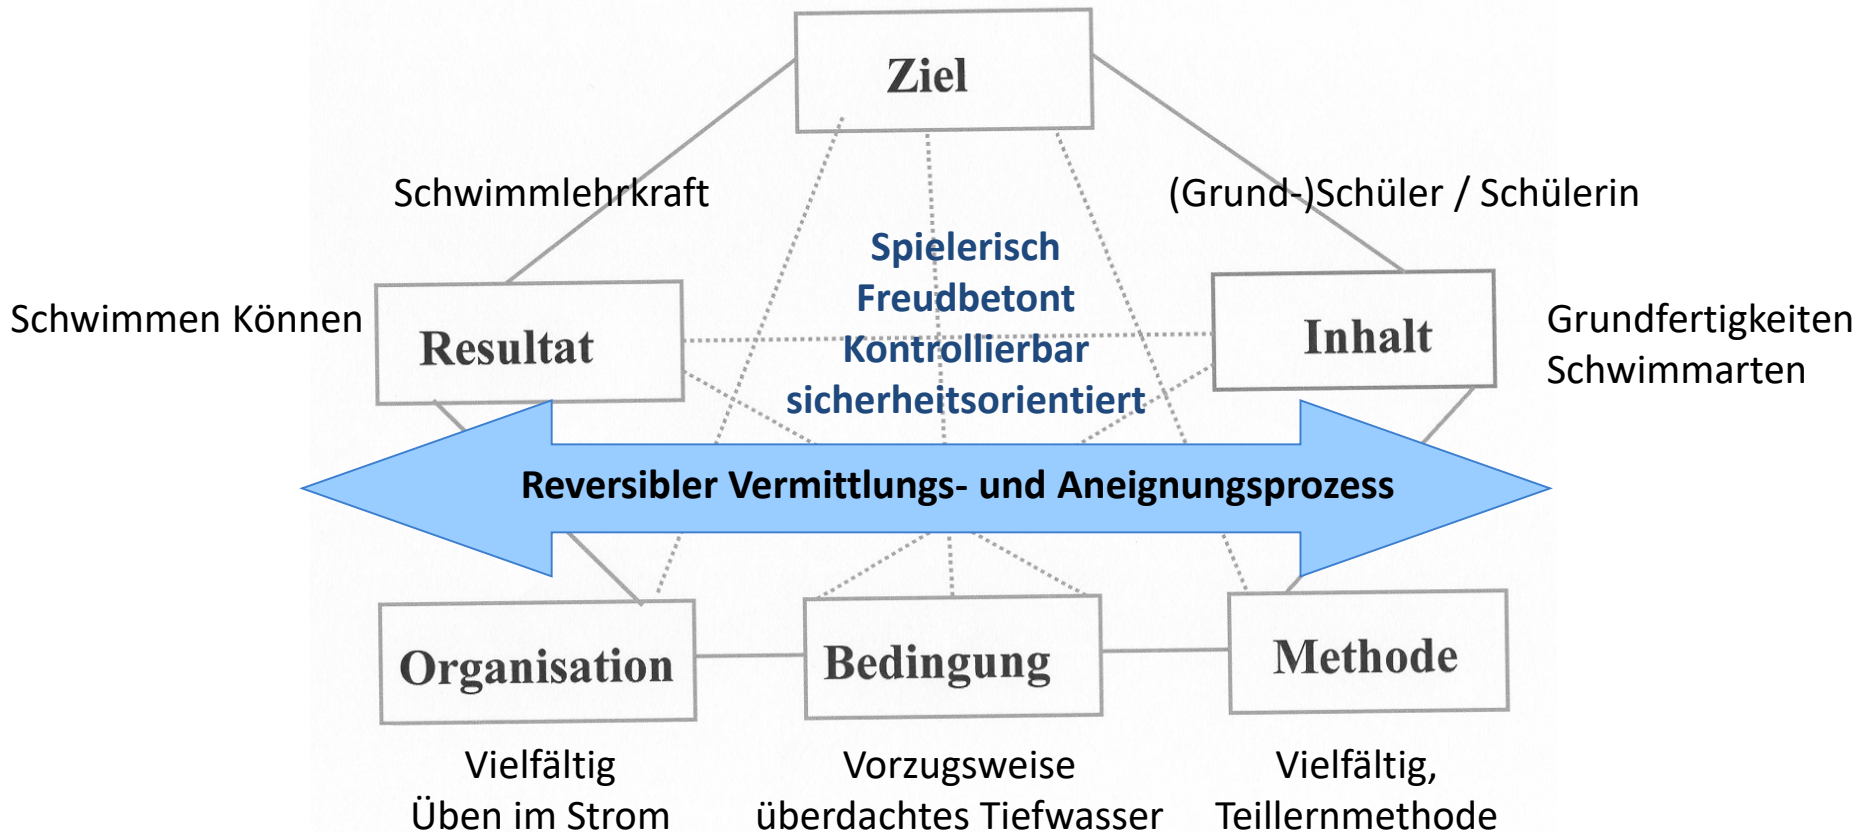 Ziel
Schwimmlehrkraft
(Grund-)Schüler / Schülerin
Spielerisch
Freudbetont
Kontrollierbar
sicherheitsorientiert
Schwimmen Können
Resultat
Inhalt
Grundfertigkeiten
Schwimmarten
Reversibler Vermittlungs- und Aneignungsprozess
Organisation
Bedingung
Methode
Vielfältig
Üben im Strom
Vorzugsweise
überdachtes Tiefwasser
Vielfältig,
Teillernmethode